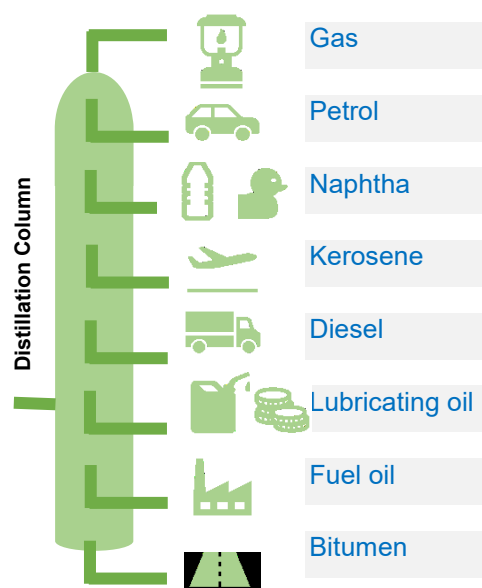 Gas
Petrol
Naphtha
Kerosene
Diesel
Lubricating oil
Fuel oil
Bitumen
Distillation Column